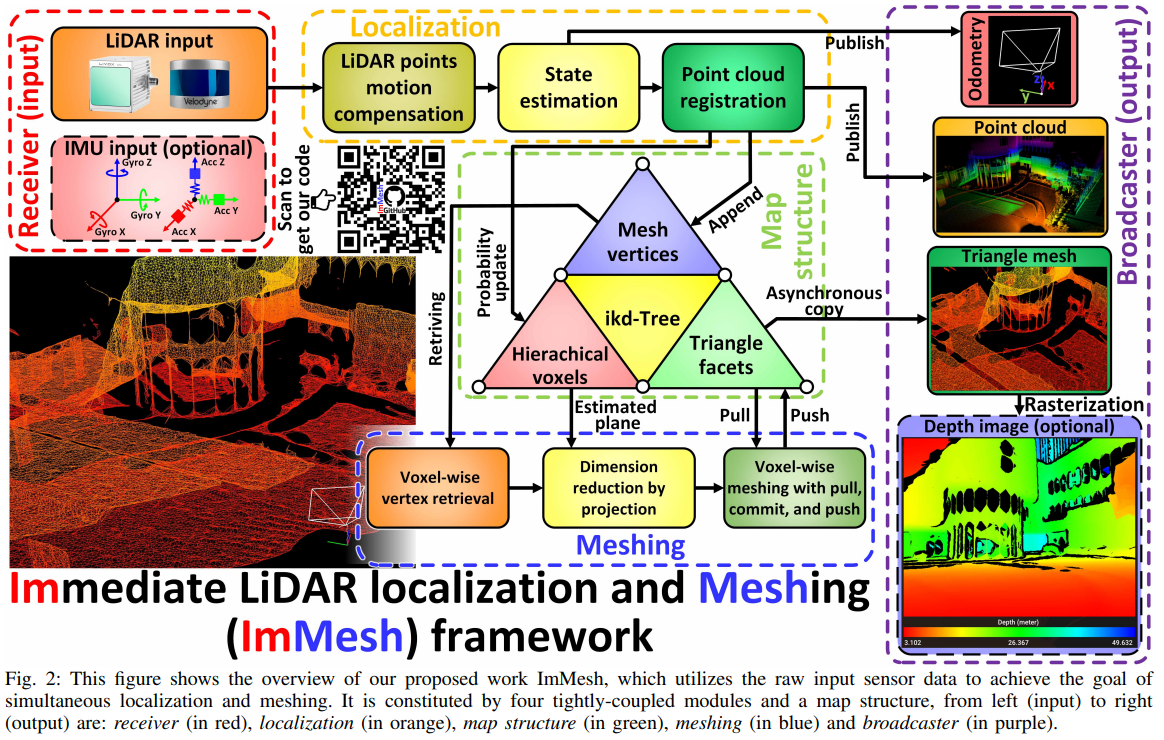 Receiver (input)
LiDAR input
LIVOX
Velodyne
IMU input (optional)
Gyro Z
Gyro Y
Gyro X
Acc Z
Acc Y
Acc X
Localization
LiDAR points
motion
compensation
State
estimation
Point cloud
registration
Publish
Publish
Scan to
get our code
ImMesh
GitHub
Map
structure
Append
Probability
update
Retriving
Mesh
vertices
ikd-Tree
Hierachical
voxels
Triangle
facets
Asynchronous
copy
Estimated
plane
Pull
Push
Voxel-wise
vertex retrieval
Dimension
reduction by
projection
Voxel-wise
meshing with pull,
commit, and push
Meshing
Broadcaster (output)
Odometry
z
x
y
Point cloud
Triangle mesh
Rasterization
Depth image (optional)
Depth (meter)
3.102 26.367 49.632
Immediate LiDAR localization and Meshing
(ImMesh) framework
Fig. 2: This figure shows the overview of our proposed work ImMesh, which utilizes the raw input sensor data to achieve the goal of
simultaneous localization and meshing. It is constituted by four tightly-coupled modules and a map structure, from left (input) to right
(output) are: receiver (in red), localization (in orange), map structure (in green), meshing (in blue) and broadcaster (in purple).